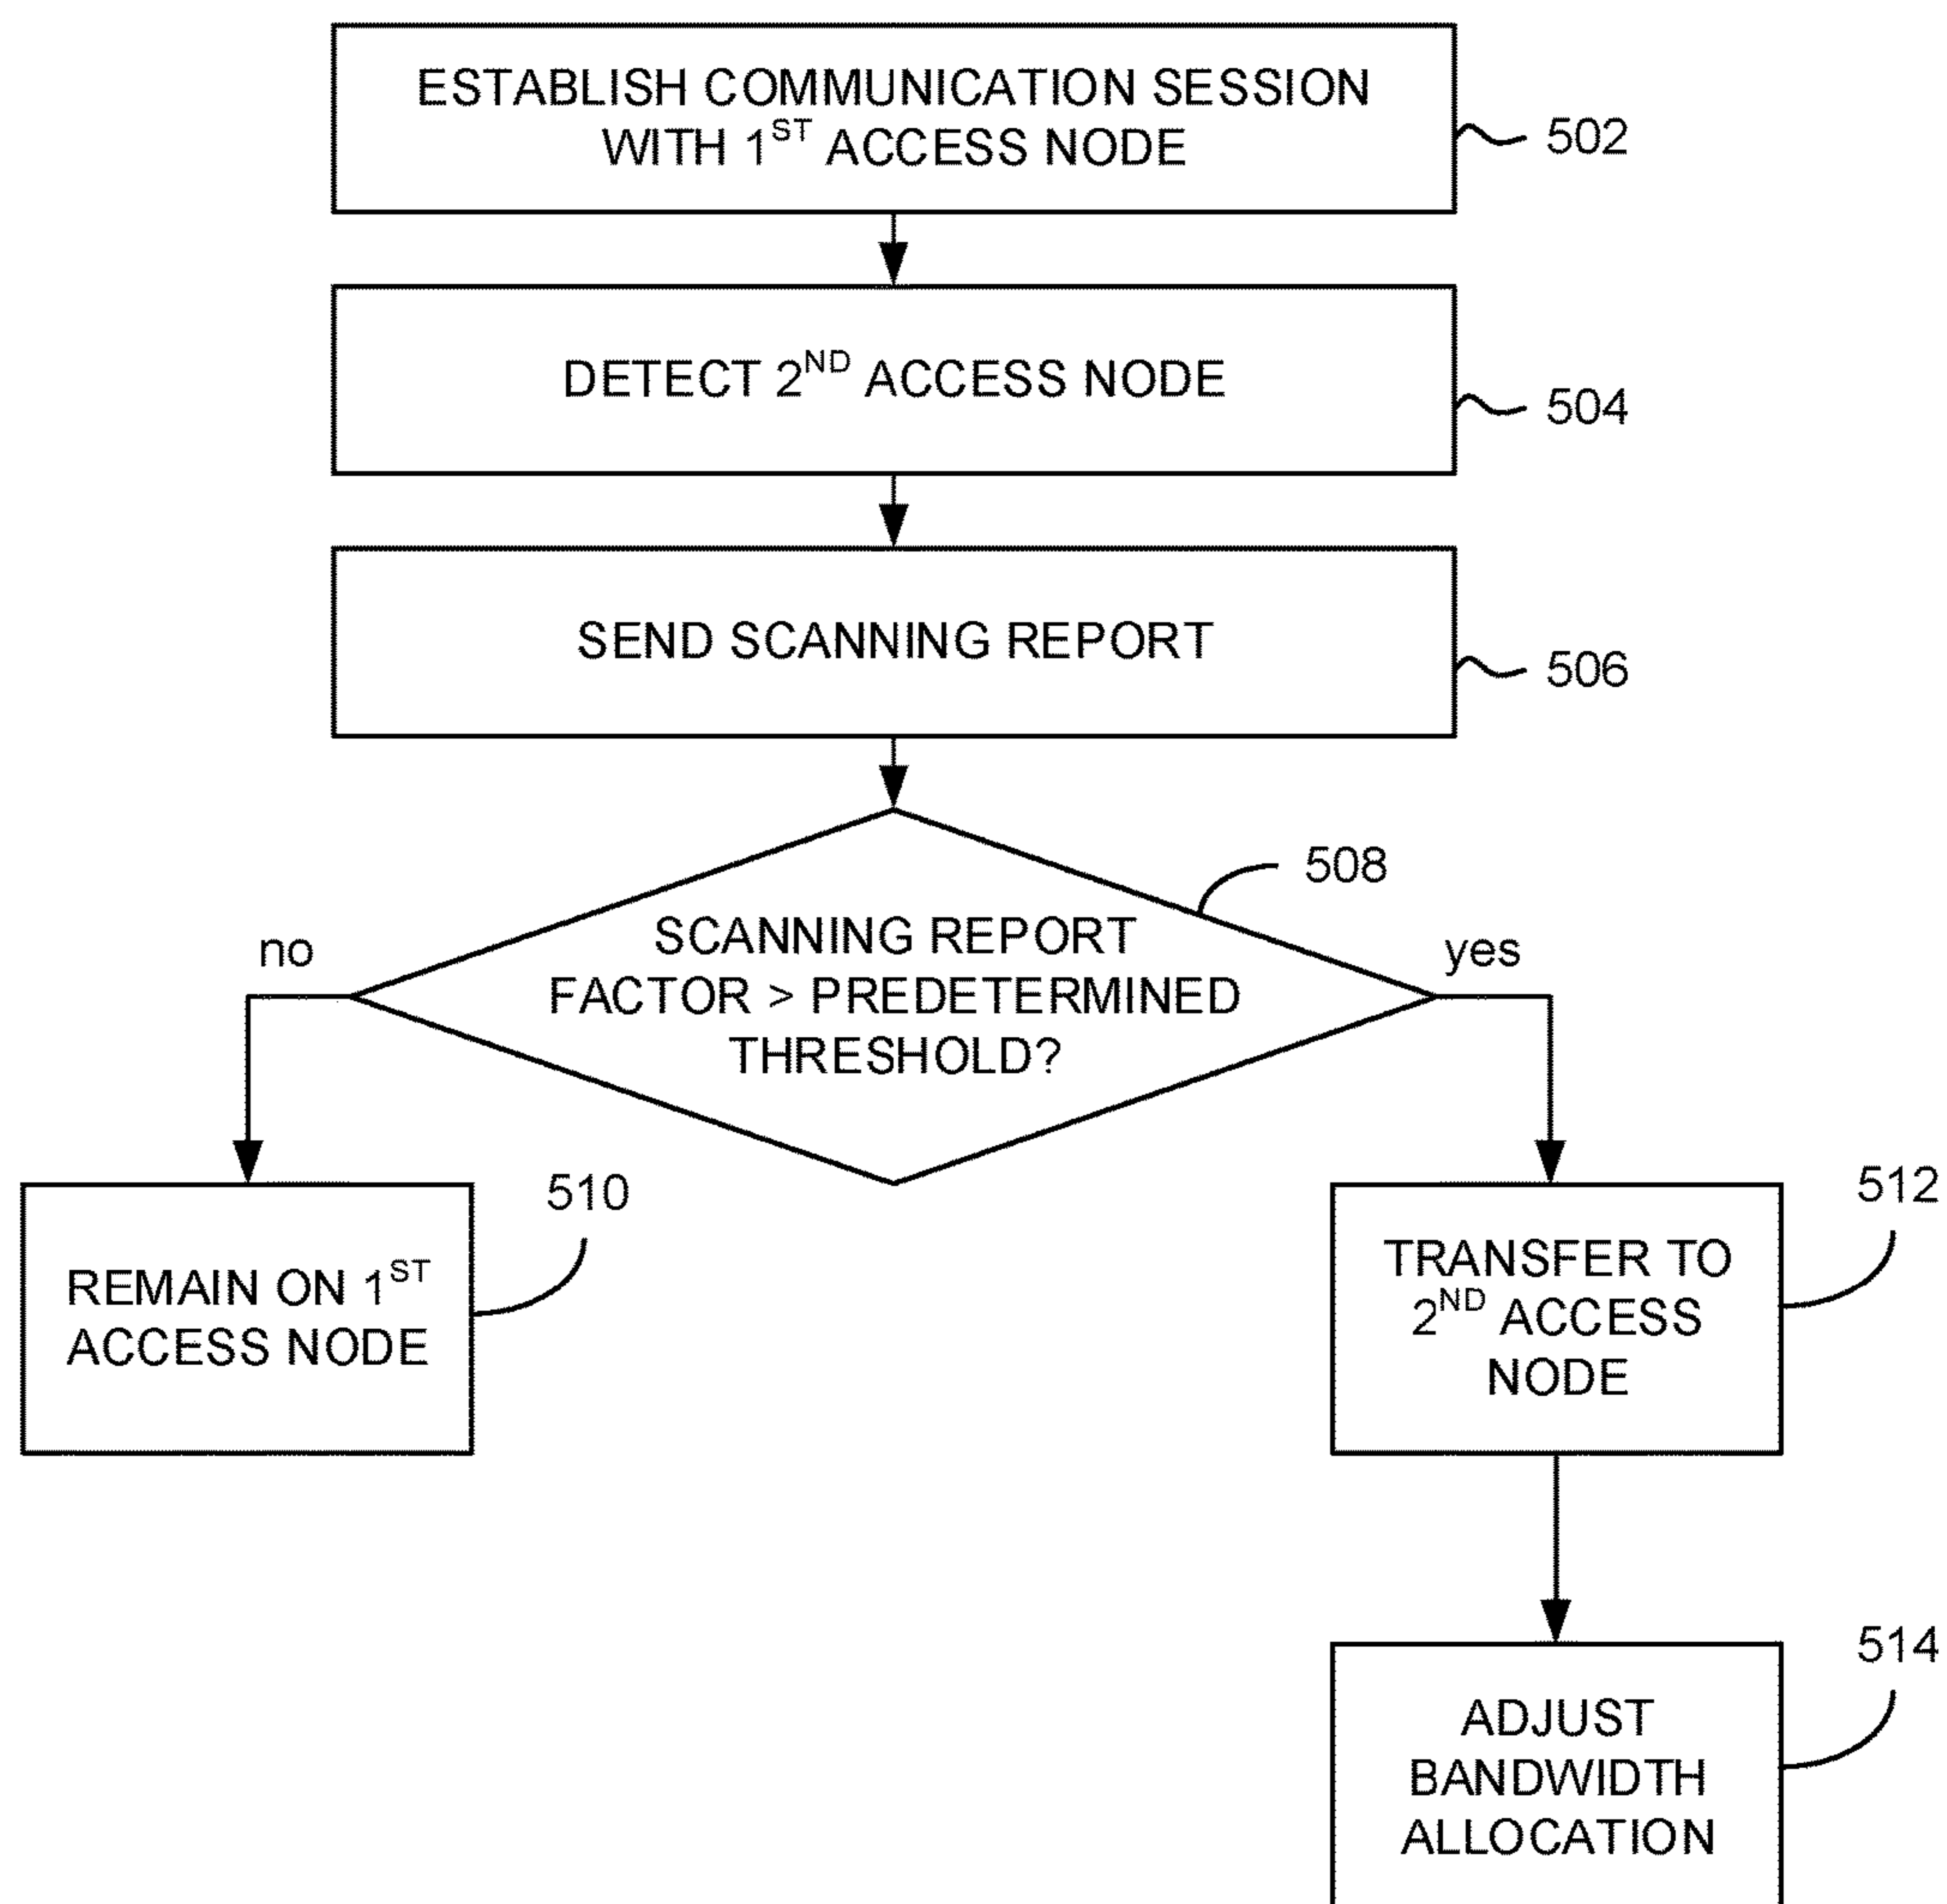 ESTABLISH COMMUNICATION SESSION
WITH 1ST ACCESS NODE
502
DETECT 2ND ACCESS NODE
504
SEND SCANNING REPORT
506
508
SCANNING REPORT
FACTOR > PREDETERMINED
THRESHOLD?
no
yes
510
REMAIN ON 1ST
ACCESS NODE
512
TRANSFER TO
2ND ACCESS
NODE
514
ADJUST
BANDWIDTH
ALLOCATION